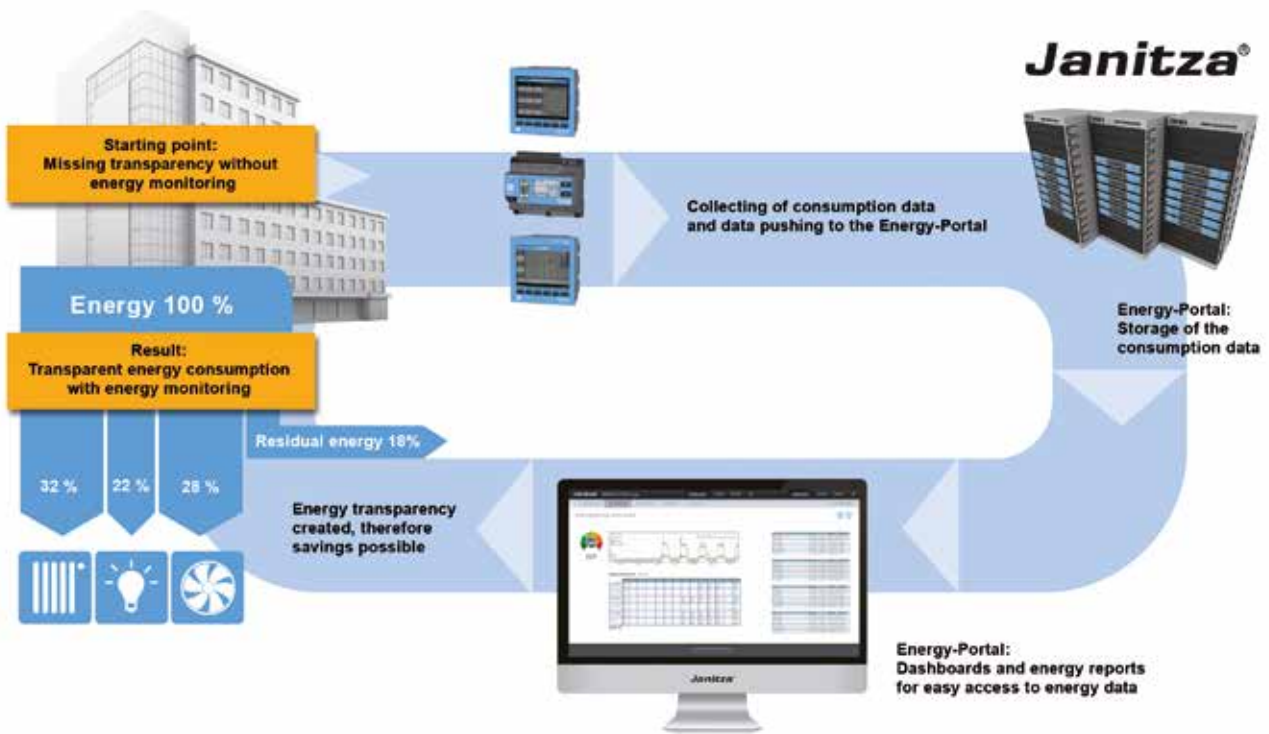 Janitza®
Starting point:
Missing transparency without
energy monitoring
Collecting of consumption data
and data pushing to the Energy-Portal
Energy 100 %
Energy-Portal:
Storage of the
consumption data
Result:
Transparent energy consumption
with energy monitoring
Residual energy 18%
32 %
22 %
28 %
Energy transparency
created, therefore
savings possible
Energy-Portal:
Dashboards and energy reports
for easy access to energy data
Janitza